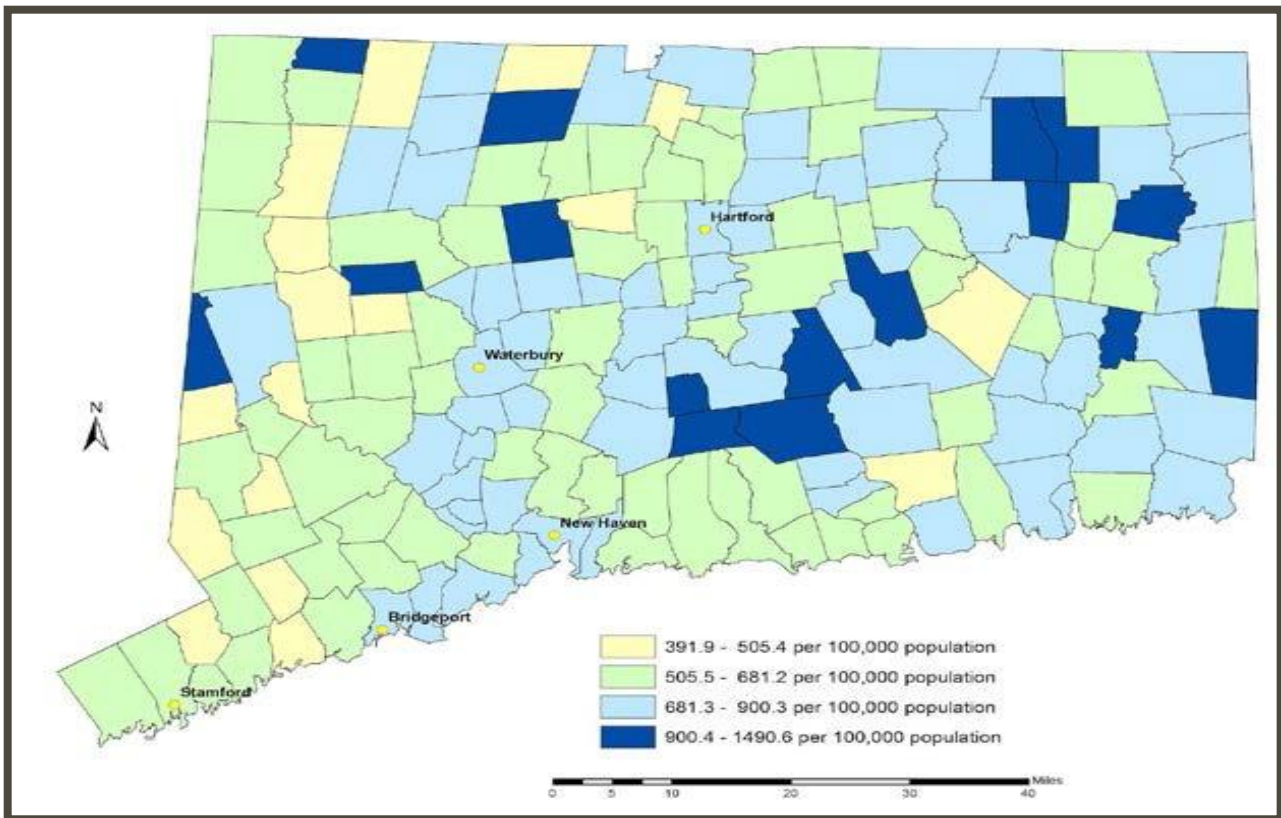 Hartford
Waterbury
N
New Haven
Bridgeport
Stamford
391.9 - 505.4 per 100,000 population
505.5 - 681.2 per 100,000 population
681.3 - 900.3 per 100,000 population
900.4 - 1490.6 per 100,000 population
Miles
0 5 10 20 30 40